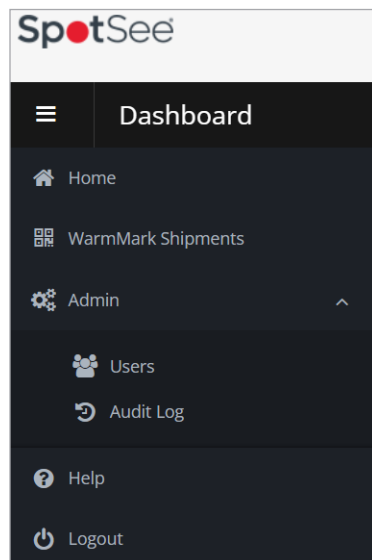 SpotSee
Dashboard
Home
WarmMark Shipments
Admin
Users
Audit Log
Help
Logout